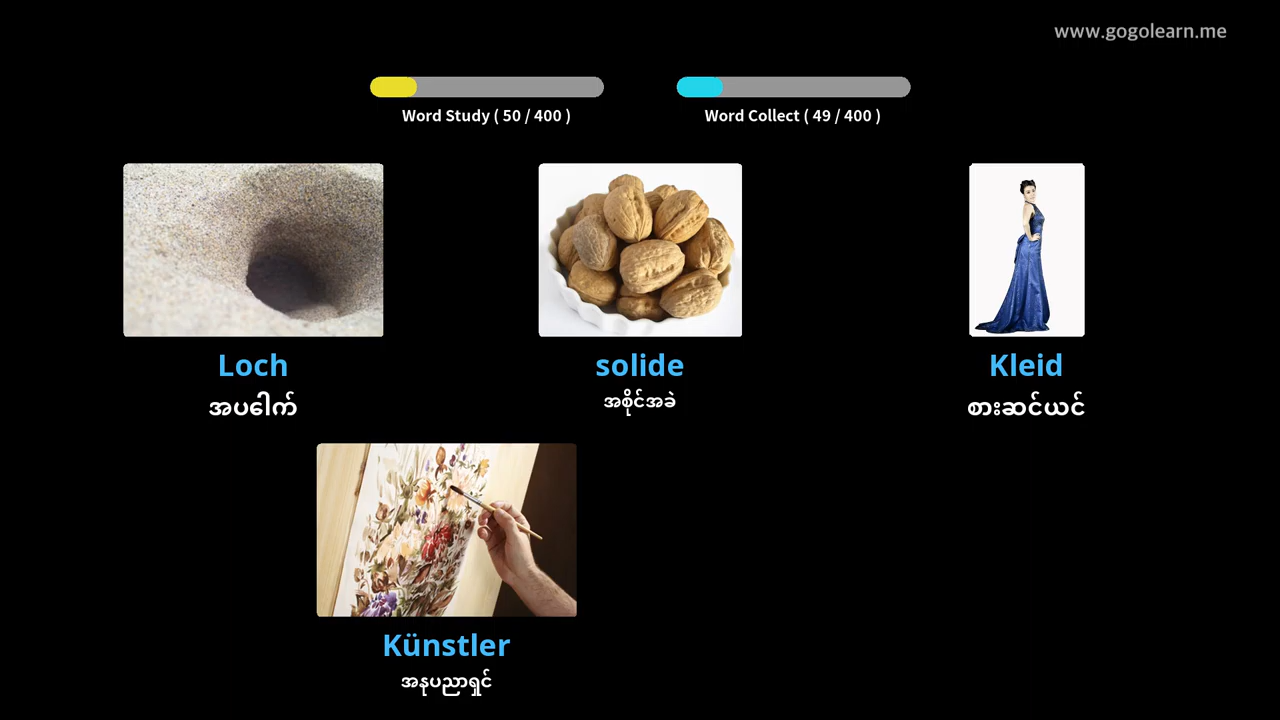 www.gogolearn.me
Word Study ( 50 / 400 )
Word Collect ( 49 / 400 )
Loch
အပေါက်
solide
အစိုင်အခဲ
Kleid
စားဆင်ယင်
Künstler
အနုပညာရှင်